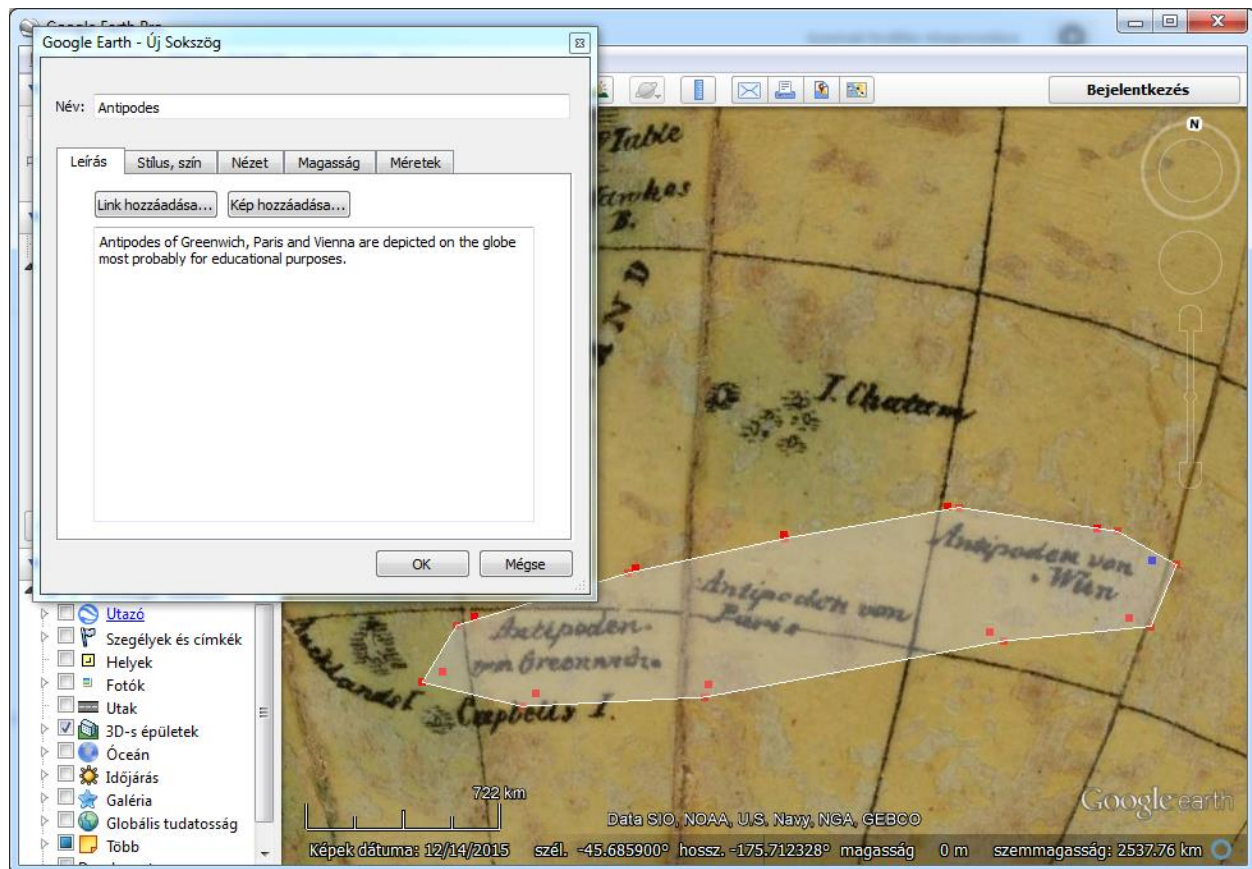 Google Earth Pro
Google Earth - Új Sokszög
Név: Antipodes
Leírás
Stílus, szín
Nézet
Magasság
Méretek
Link hozzáadása...
Kép hozzáadása...
Antipodes of Greenwich, Paris and Vienna are depicted on the globe
most probably for educational purposes.
OK
Mégse
Bejelentkezés
N
Table
B.
I. Chatam
Antipoden von
Wien
Antipoden von
Paris
Antipoden
von Greenwich
Aucklands I
Campbells I.
Utazó
Szegélyek és címkék
Helyek
Fotók
Utak
3D-s épületek
Óceán
Időjárás
Galéria
Globális tudatosság
Több
722 km
Data SIO, NOAA, U.S. Navy, NGA, GEBCO
Google earth
Képek dátuma: 12/14/2015 szél. -45.685900° hossz. -175.712328° magasság 0 m szemmagasság: 2537.76 km